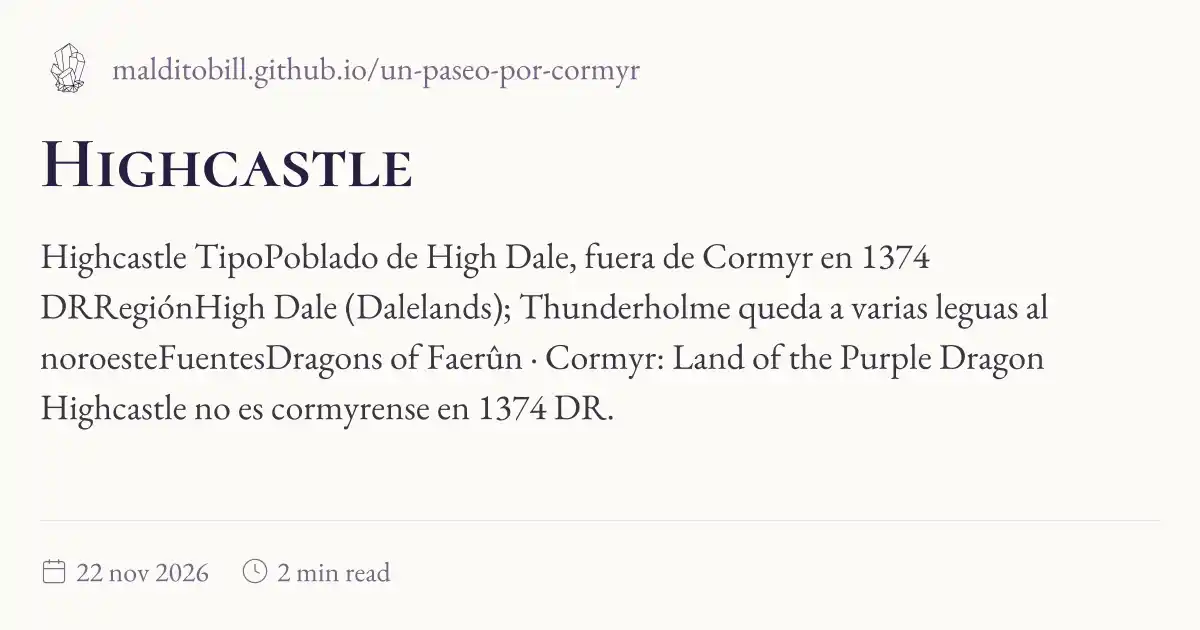 malditobill.github.io/un-paseo-por-cormyr
Highcastle
Highcastle TipoPoblado de High Dale, fuera de Cormyr en 1374
DRRegiónHigh Dale (Dalelands); Thunderholme queda a varias leguas al
noroesteFuentesDragons of Faerûn · Cormyr: Land of the Purple Dragon
Highcastle no es cormyrense en 1374 DR.
22 nov 2026
2 min read